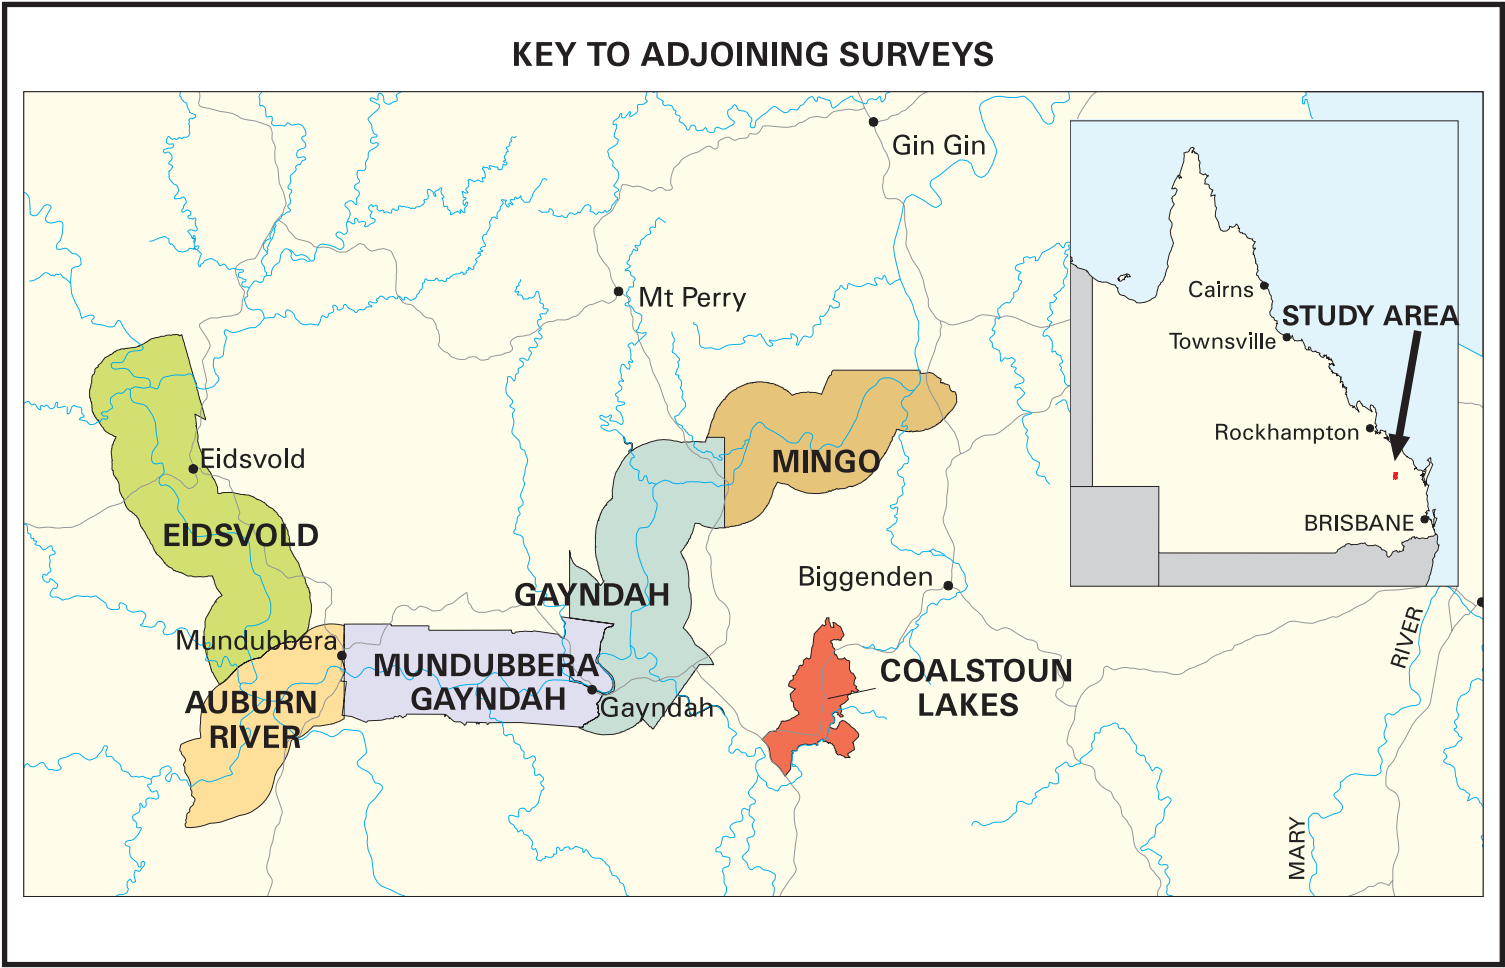 KEY TO ADJOINING SURVEYS
Gin Gin
Mt Perry
Cairns
STUDY AREA
Townsville
Rockhampton
BRISBANE
Eidsvold
EIDSVOLD
MINGO
GAYNDAH
Biggenden
Mundubbera
MUNDUBBERA
GAYNDAH
Gayndah
AUBURN
RIVER
COALSTOUN
LAKES
MARY
RIVER